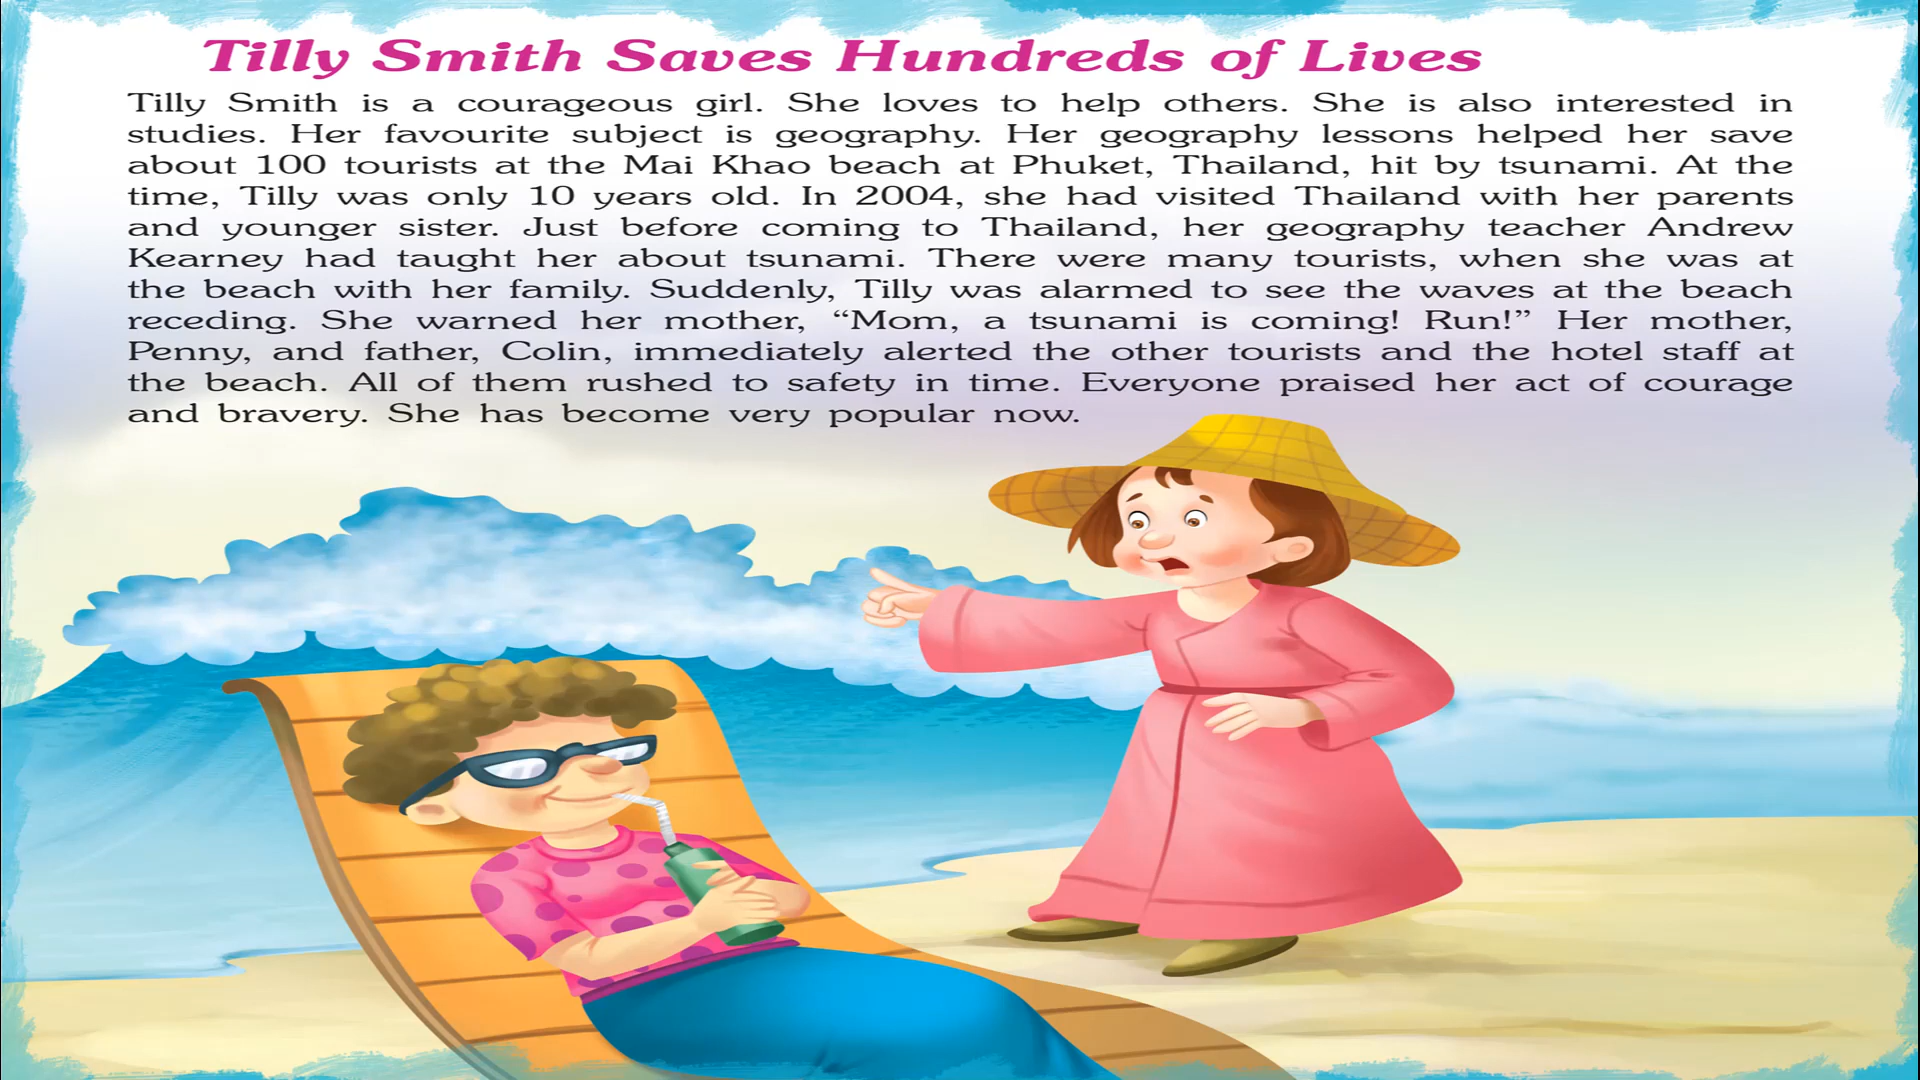 Tilly Smith Saves Hundreds of Lives
Tilly Smith is a courageous girl. She loves to help others. She is also interested in
studies. Her favourite subject is geography. Her geography lessons helped her save
about 100 tourists at the Mai Khao beach at Phuket, Thailand, hit by tsunami. At the
time, Tilly was only 10 years old. In 2004, she had visited Thailand with her parents
and younger sister. Just before coming to Thailand, her geography teacher Andrew
Kearney had taught her about tsunami. There were many tourists, when she was at
the beach with her family. Suddenly, Tilly was alarmed to see the waves at the beach
receding. She warned her mother, “Mom, a tsunami is coming! Run!” Her mother,
Penny, and father, Colin, immediately alerted the other tourists and the hotel staff at
the beach. All of them rushed to safety in time. Everyone praised her act of courage
and bravery. She has become very popular now.